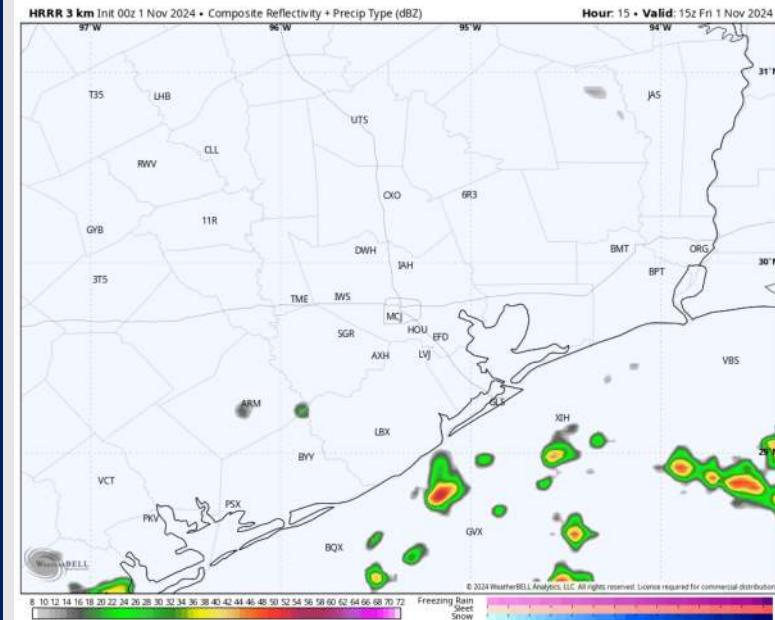 HRRR 3 km Init 00z 1 Nov 2024 • Composite Reflectivity + Precip Type (dBZ) Hour: 15 • Valid: 15z Fri 1 Nov 2024
97°W 96°W 95°W 94°W
31°N
T35 LHB JAS
UTS
CLL
RWV
CXO 6R3
11R
GYB
DWH BMT ORG
IAH 30°N
3T5 BPT
TME IWS
MCJ
SGR HOU EFD
AXH LVJ VBS
ARM GLS
XIH
LBX
29°N
BYY
VCT
PSX
PKV
GVX
BQX
WeatherBELL
© 2024 WeatherBELL Analytics, LLC. All rights reserved. License required for commercial distribution
8 10 12 14 16 18 20 22 24 26 28 30 32 34 36 38 40 42 44 46 48 50 52 54 56 58 60 62 64 66 68 70 72
Freezing Rain
Sleet
Snow